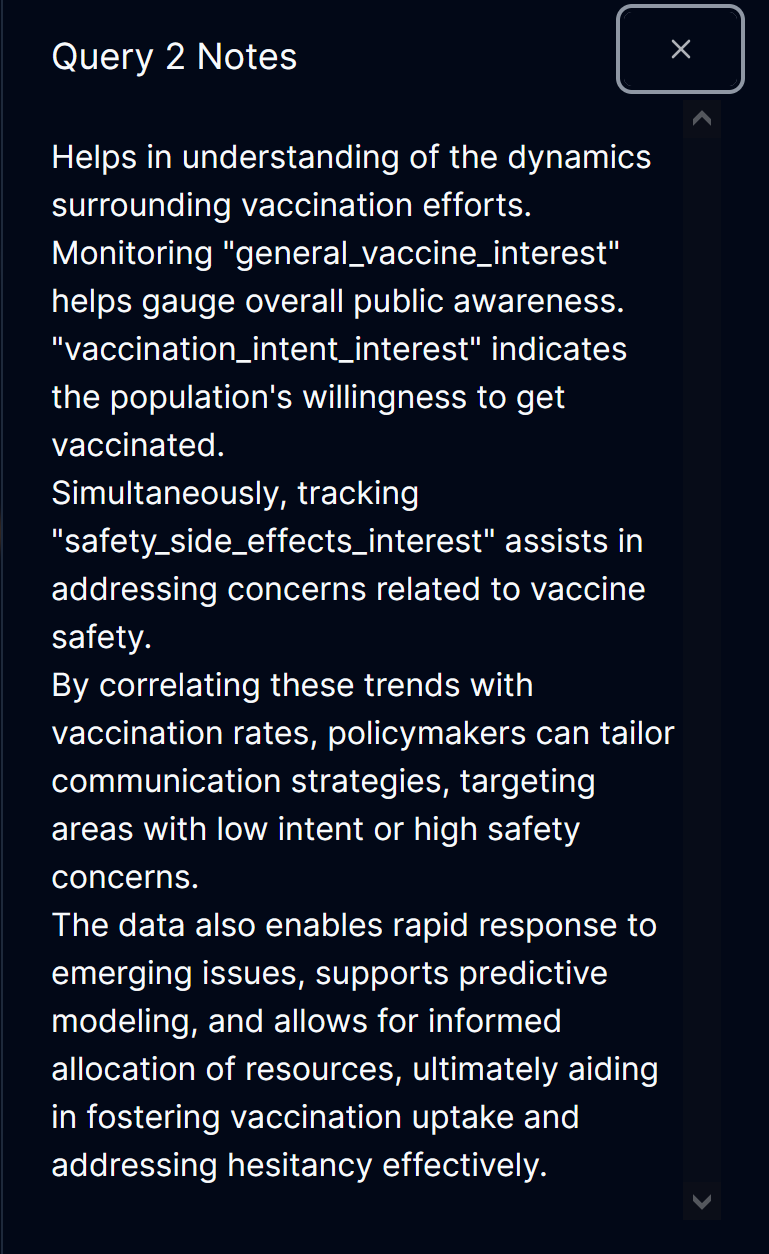 Query 2 Notes
Helps in understanding of the dynamics
surrounding vaccination efforts.
Monitoring "general_vaccine_interest"
helps gauge overall public awareness.
"vaccination_intent_interest" indicates
the population's willingness to get
vaccinated.
Simultaneously, tracking
"safety_side_effects_interest" assists in
addressing concerns related to vaccine
safety.
By correlating these trends with
vaccination rates, policymakers can tailor
communication strategies, targeting
areas with low intent or high safety
concerns.
The data also enables rapid response to
emerging issues, supports predictive
modeling, and allows for informed
allocation of resources, ultimately aiding
in fostering vaccination uptake and
addressing hesitancy effectively.